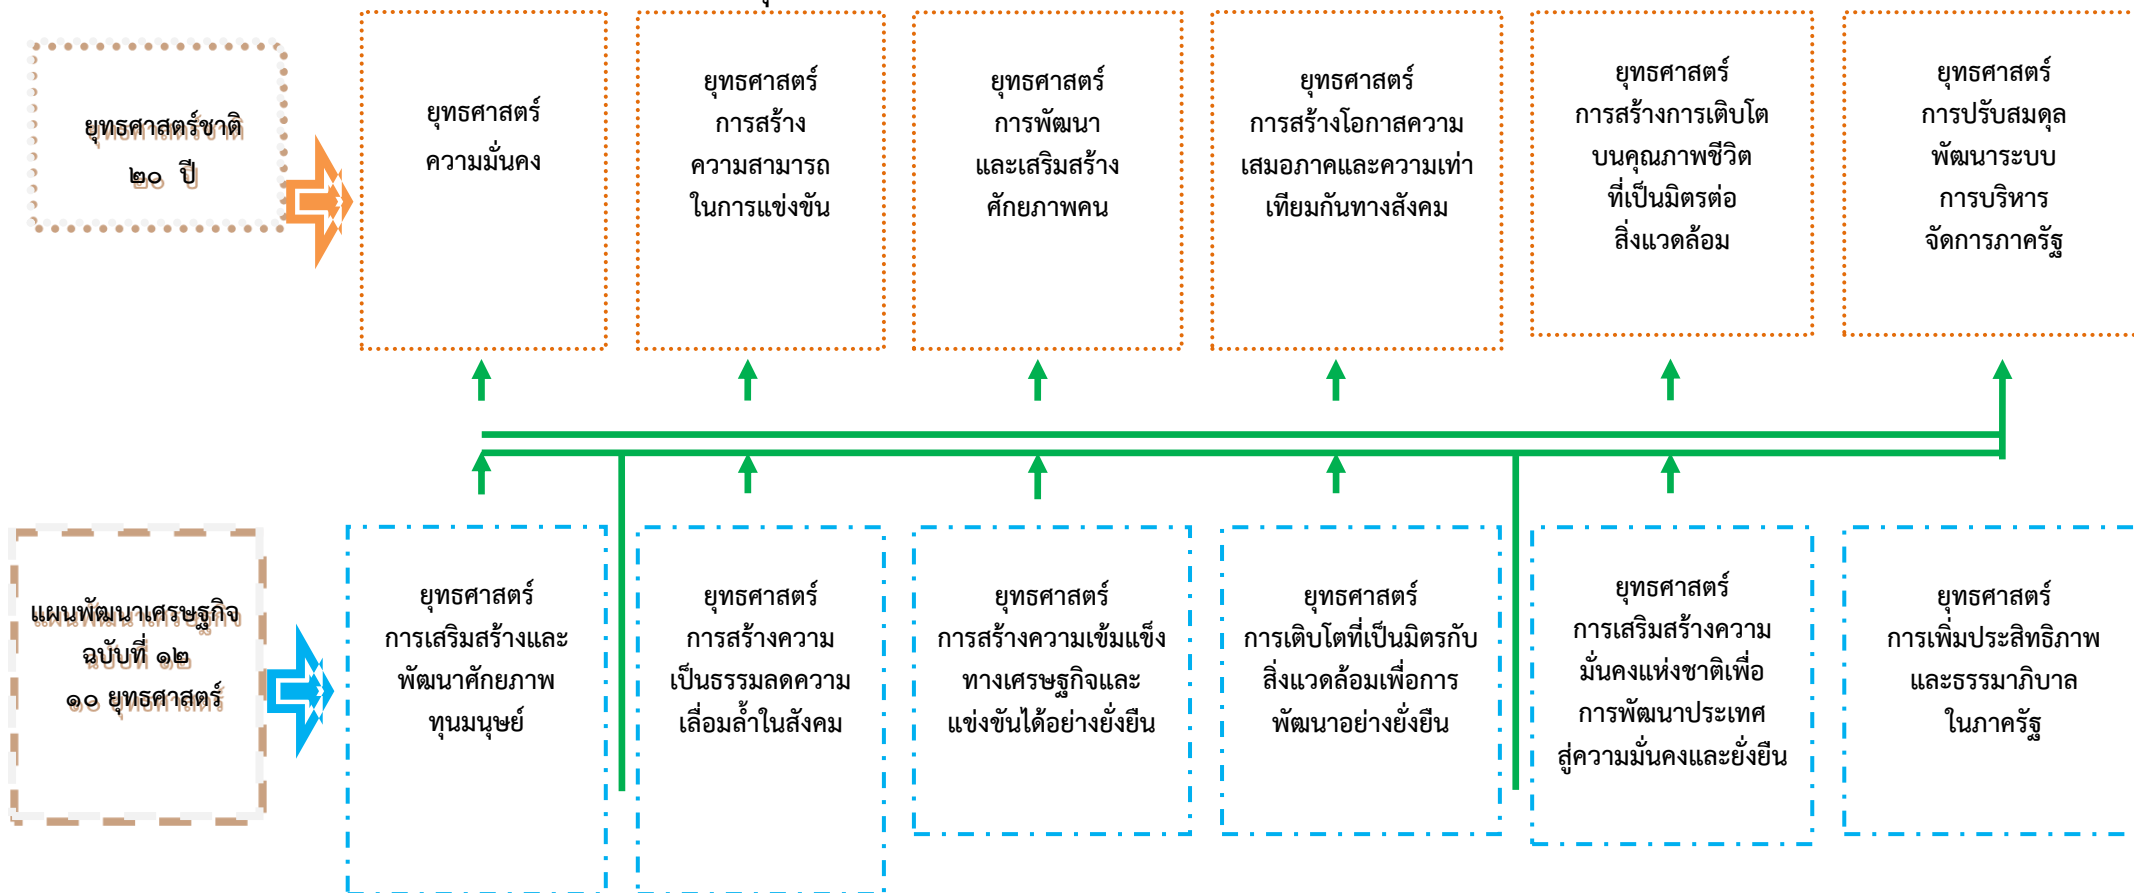 ยุทธศาสตร์ชาติ
๒๐ ปี
ยุทธศาสตร์
ความมั่นคง
ยุทธศาสตร์
การสร้าง
ความสามารถ
ในการแข่งขัน
ยุทธศาสตร์
การพัฒนา
และเสริมสร้าง
ศักยภาพคน
ยุทธศาสตร์
การสร้างโอกาสความ
เสมอภาคและความเท่า
เทียมกันทางสังคม
ยุทธศาสตร์
การสร้างการเติบโต
บนคุณภาพชีวิต
ที่เป็นมิตรต่อ
สิ่งแวดล้อม
ยุทธศาสตร์
การปรับสมดุล
พัฒนาระบบ
การบริหาร
จัดการภาครัฐ
แผนพัฒนาเศรษฐกิจ
ฉบับที่ ๑๒
๑๐ ยุทธศาสตร์
ยุทธศาสตร์
การเสริมสร้างและ
พัฒนาศักยภาพ
ทุนมนุษย์
ยุทธศาสตร์
การสร้างความ
เป็นธรรมลดความ
เลื่อมล้ำในสังคม
ยุทธศาสตร์
การสร้างความเข้มแข็ง
ทางเศรษฐกิจและ
แข่งขันได้อย่างยั่งยืน
ยุทธศาสตร์
การเติบโตที่เป็นมิตรกับ
สิ่งแวดล้อมเพื่อการ
พัฒนาอย่างยั่งยืน
ยุทธศาสตร์
การเสริมสร้างความ
มั่นคงแห่งชาติเพื่อ
การพัฒนาประเทศ
สู่ความมั่นคงและยั่งยืน
ยุทธศาสตร์
การเพิ่มประสิทธิภาพ
และธรรมาภิบาล
ในภาครัฐ